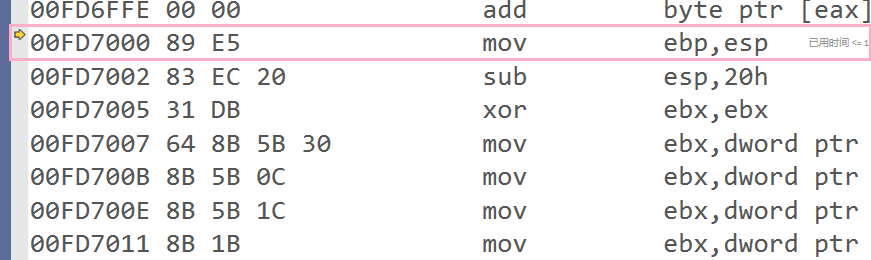 00FD6FFE 00 00 add byte ptr [eax]
00FD7000 89 E5 mov ebp,esp 已用时间 <= 1
00FD7002 83 EC 20 sub esp,20h
00FD7005 31 DB xor ebx,ebx
00FD7007 64 8B 5B 30 mov ebx,dword ptr
00FD700B 8B 5B 0C mov ebx,dword ptr
00FD700E 8B 5B 1C mov ebx,dword ptr
00FD7011 8B 1B mov ebx,dword ptr